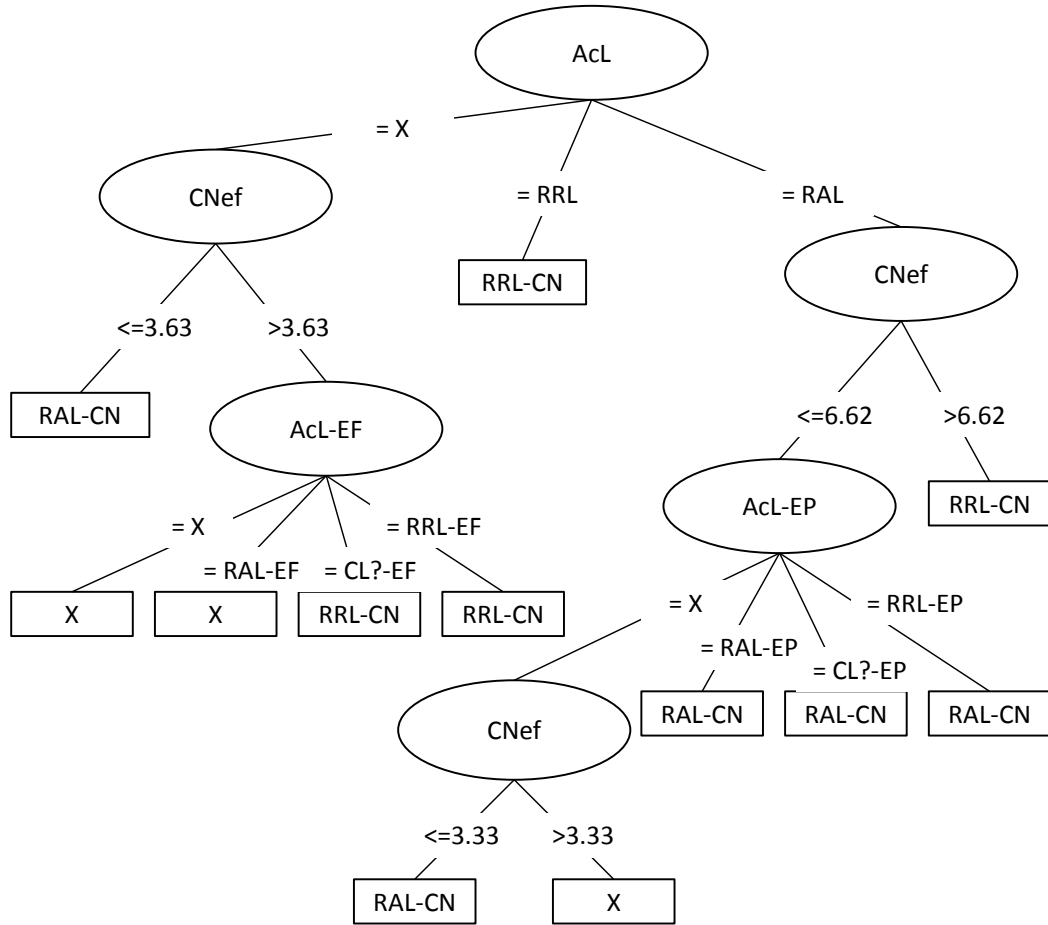 AcL
= X
CNef
= RRL
= RAL
RRL-CN
CNef
<=3.63
>3.63
RAL-CN
AcL-EF
<=6.62
>6.62
AcL-EP
RRL-CN
= X
= RRL-EF
= RAL-EF
= CL?-EF
X
X
RRL-CN
RRL-CN
= X
= RRL-EP
= RAL-EP
= CL?-EP
CNef
RAL-CN
RAL-CN
RAL-CN
<=3.33
>3.33
RAL-CN
X